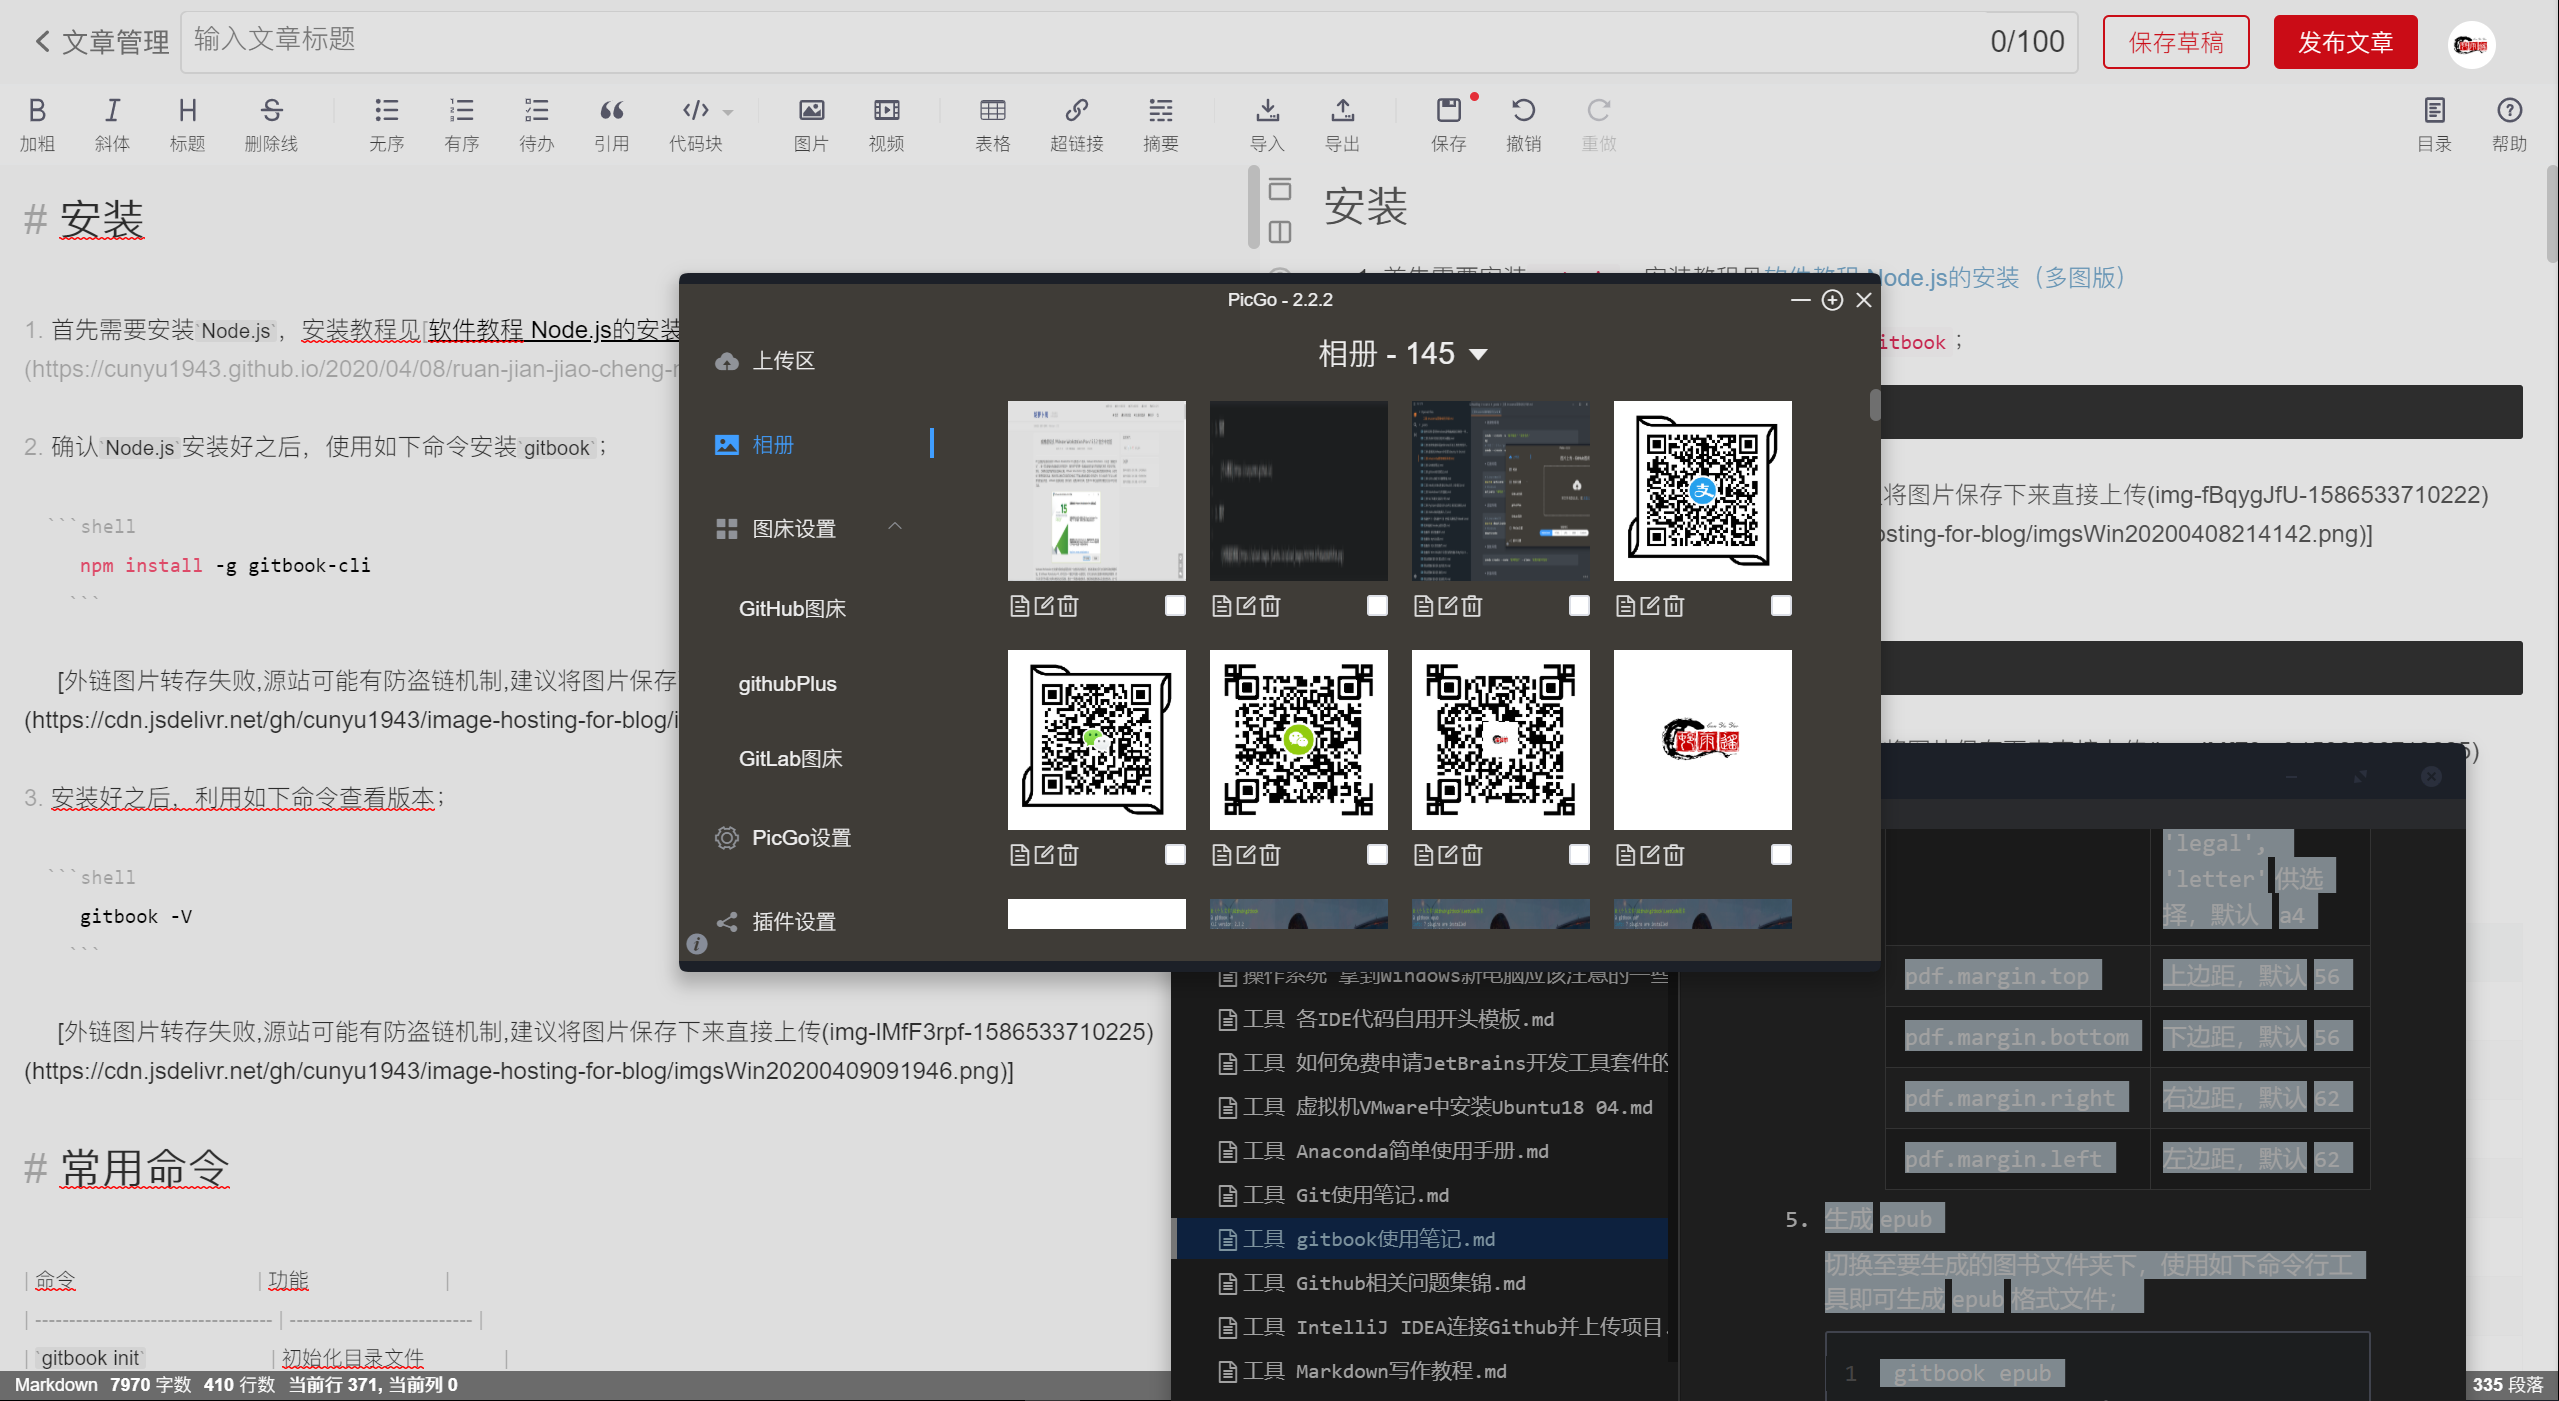 文章管理
输入文章标题
0/100
保存草稿
发布文章
加粗
斜体
标题
删除线
无序
有序
待办
引用
代码块
图片
视频
表格
超链接
摘要
导入
导出
保存
撤销
重做
目录
帮助
# 安装
1. 首先需要安装`Node.js`，安装教程见[软件教程 Node.js的安装
(https://cunyu1943.github.io/2020/04/08/ruan-jian-jiao-cheng-
2. 确认`Node.js`安装好之后，使用如下命令安装`gitbook`；
```shell
npm install -g gitbook-cli
```
[外链图片转存失败,源站可能有防盗链机制,建议将图片保存
(https://cdn.jsdelivr.net/gh/cunyu1943/image-hosting-for-blog/i
3. 安装好之后，利用如下命令查看版本；
```shell
gitbook -V
```
[外链图片转存失败,源站可能有防盗链机制,建议将图片保存下来直接上传(img-lMfF3rpf-1586533710225)
(https://cdn.jsdelivr.net/gh/cunyu1943/image-hosting-for-blog/imgsWin20200409091946.png)]
# 常用命令
| 命令 | 功能 |
| ---------------------------------- | --------------------------- |
| `gitbook init` | 初始化目录文件 |
Markdown 7970 字数 410 行数 当前行 371, 当前列 0
安装
1. 首先需要安装 安装教程见软件教程 Node.js的安装（多图版）
itbook；
将图片保存下来直接上传(img-fBqygJfU-1586533710222)
osting-for-blog/imgsWin20200408214142.png)]
PicGo - 2.2.2
上传区
相册
图床设置
GitHub图床
githubPlus
GitLab图床
PicGo设置
插件设置
相册 - 145
支
操作系统 拿到Windows新电脑应该注意的一些
工具 各IDE代码自用开头模板.md
工具 如何免费申请JetBrains开发工具套件的
工具 虚拟机VMware中安装Ubuntu18 04.md
工具 Anaconda简单使用手册.md
工具 Git使用笔记.md
工具 gitbook使用笔记.md
工具 Github相关问题集锦.md
工具 IntelliJ IDEA连接Github并上传项目.
工具 Markdown写作教程.md
'legal',
'letter' 供选
择，默认 a4
pdf.margin.top 上边距，默认 56
pdf.margin.bottom 下边距，默认 56
pdf.margin.right 右边距，默认 62
pdf.margin.left 左边距，默认 62
5. 生成 epub
切换至要生成的图书文件夹下，使用如下命令行工
具即可生成 epub 格式文件；
1 gitbook epub
335 段落